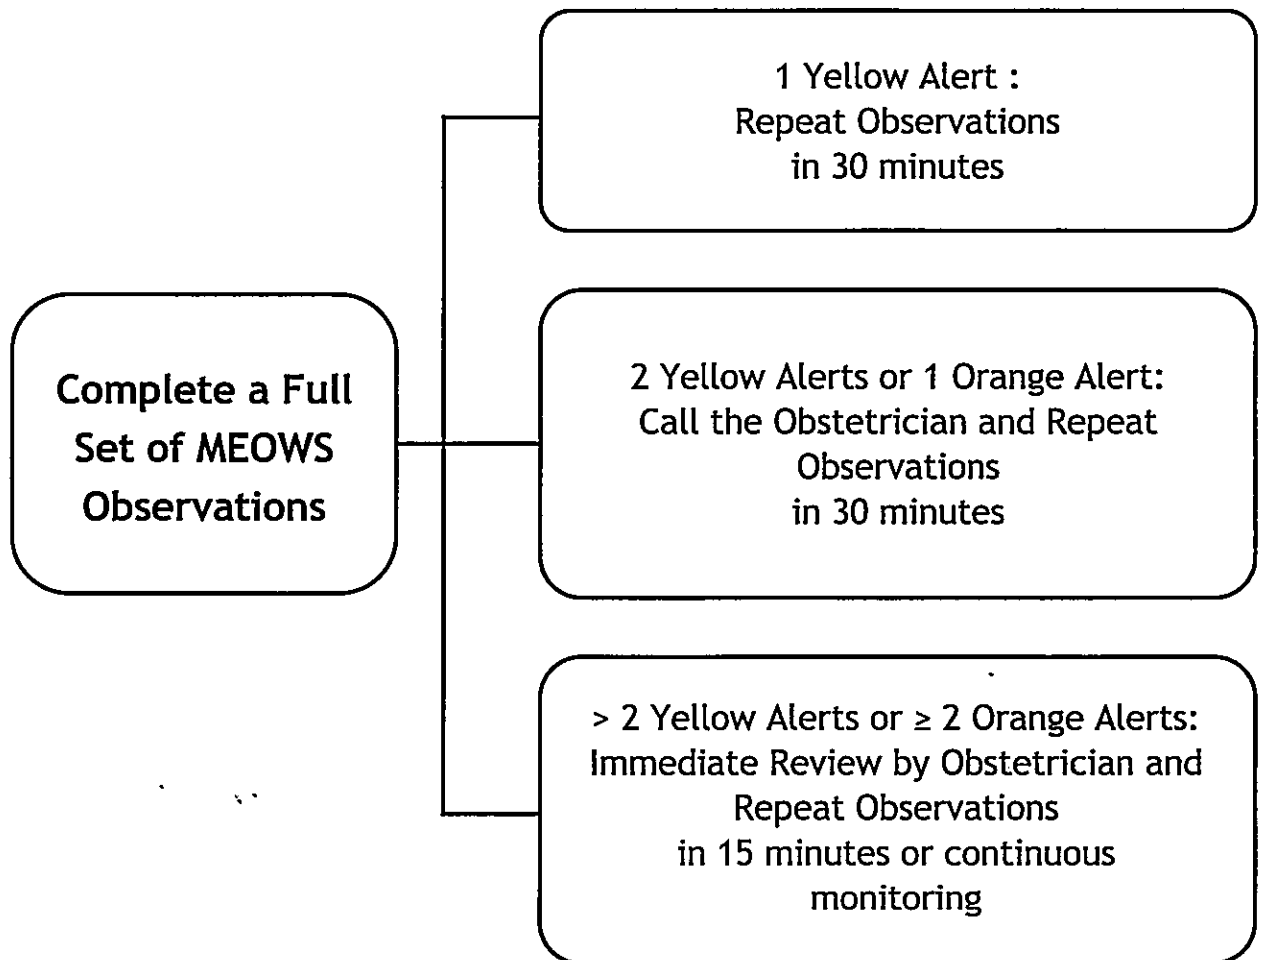 Complete a Full
Set of MEOWS
Observations
1 Yellow Alert :
Repeat Observations
in 30 minutes
2 Yellow Alerts or 1 Orange Alert:
Call the Obstetrician and Repeat
Observations
in 30 minutes
> 2 Yellow Alerts or ≥ 2 Orange Alerts:
Immediate Review by Obstetrician and
Repeat Observations
in 15 minutes or continuous
monitoring